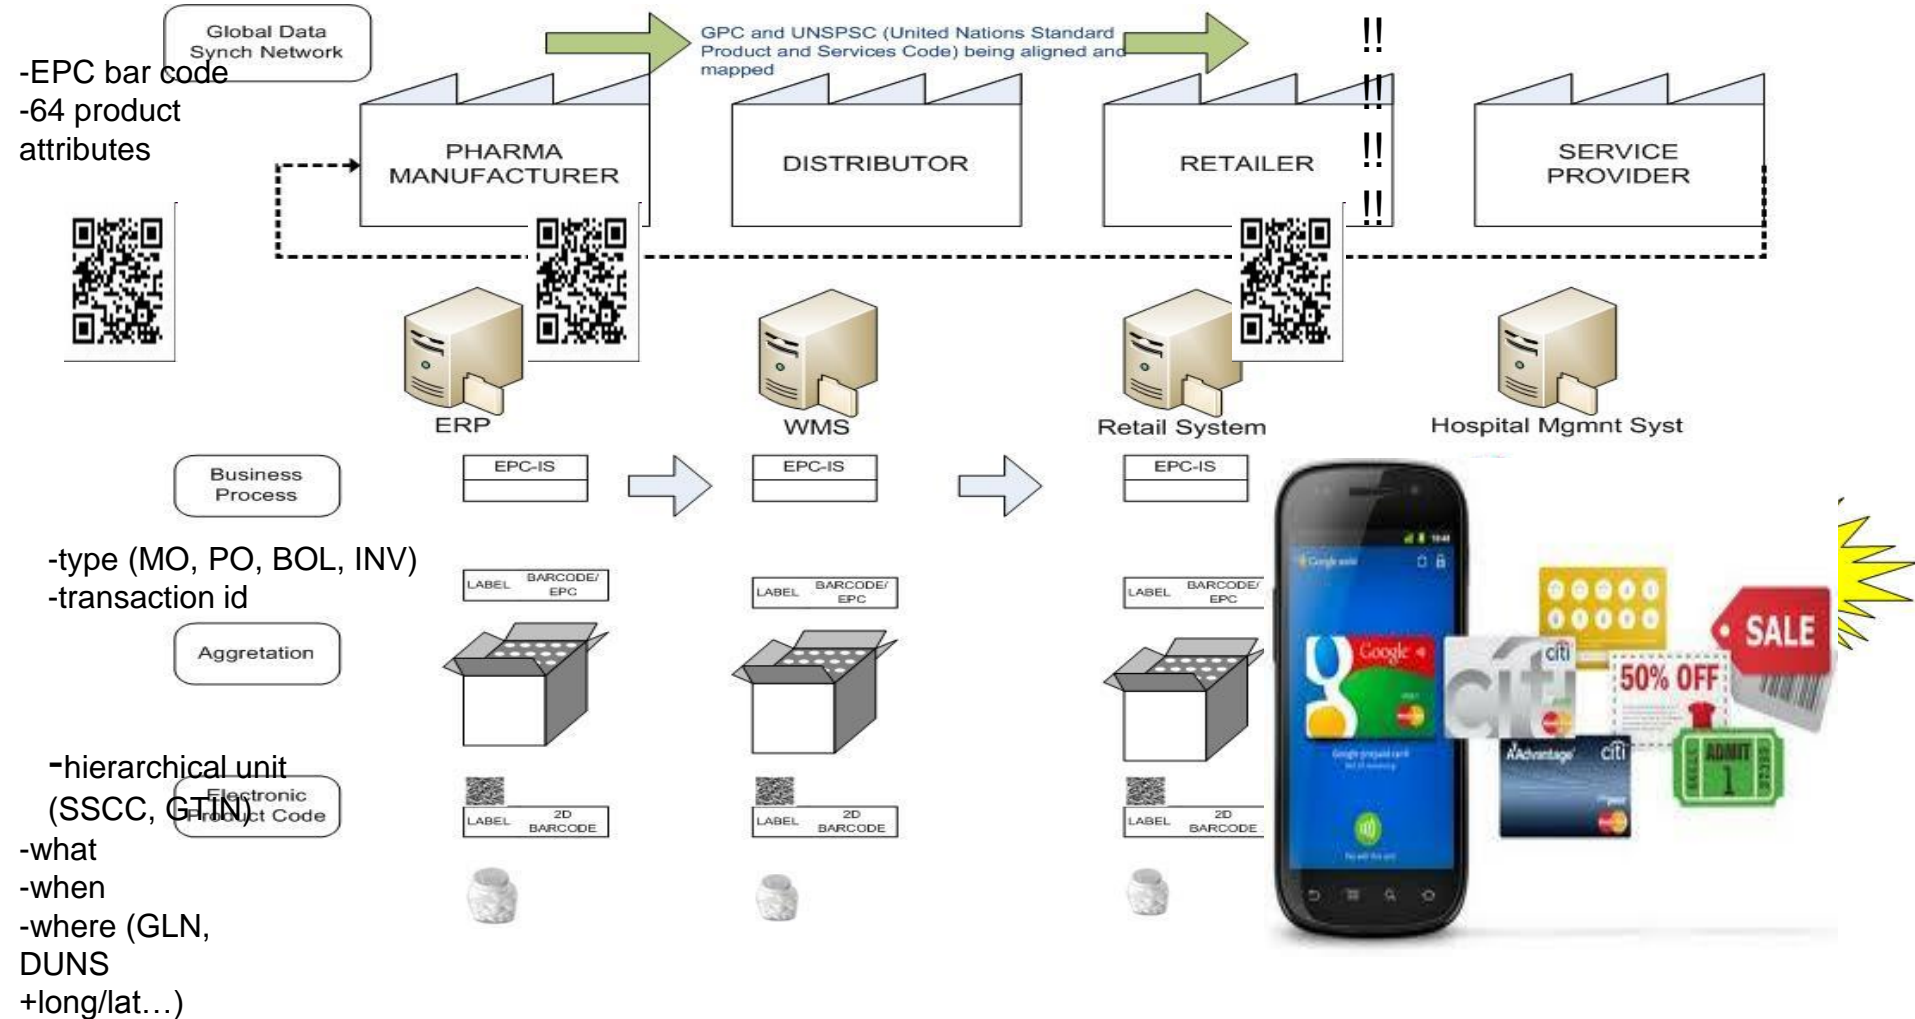 Global Data
Synch Network
GPC and UNSPSC (United Nations Standard
Product and Services Code) being aligned and
mapped
!!
!!
!!
!!
-EPC bar code
-64 product
attributes
PHARMA
MANUFACTURER
DISTRIBUTOR
RETAILER
SERVICE
PROVIDER
ERP
WMS
Retail System
Hospital Mgmnt Syst
Business
Process
EPC-IS
EPC-IS
EPC-IS
-type (MO, PO, BOL, INV)
-transaction id
LABEL
BARCODE/
EPC
LABEL
BARCODE/
EPC
LABEL
BARCODE/
EPC
Aggretation
-hierarchical unit
(SSCC, GTIN)
Electronic
Product Code
-what
-when
-where (GLN,
DUNS
+long/lat…)
LABEL
2D
BARCODE
LABEL
2D
BARCODE
LABEL
2D
BARCODE
Google
Google prepaid card
citi
citi
50% OFF
SALE
AAdvantage
citi
ADMIT
1